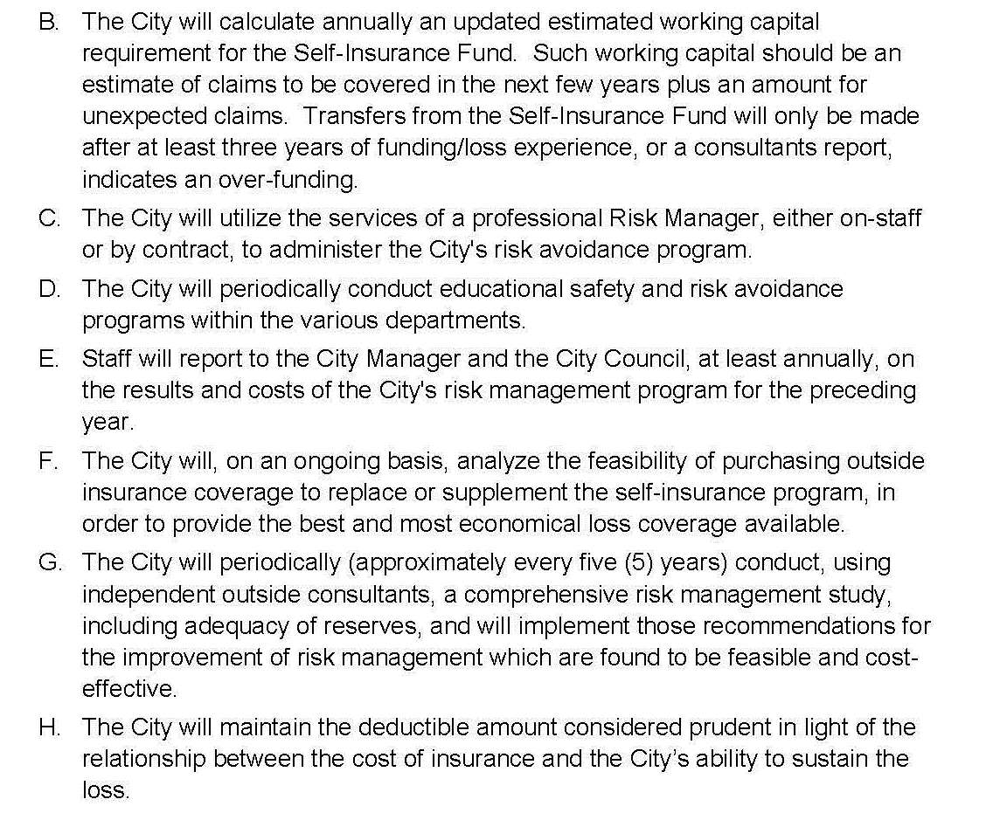 B. The City will calculate annually an updated estimated working capital
requirement for the Self-Insurance Fund. Such working capital should be an
estimate of claims to be covered in the next few years plus an amount for
unexpected claims. Transfers from the Self-Insurance Fund will only be made
after at least three years of funding/loss experience, or a consultants report,
indicates an over-funding.
C. The City will utilize the services of a professional Risk Manager, either on-staff
or by contract, to administer the City's risk avoidance program.
D. The City will periodically conduct educational safety and risk avoidance
programs within the various departments.
E. Staff will report to the City Manager and the City Council, at least annually, on
the results and costs of the City's risk management program for the preceding
year.
F. The City will, on an ongoing basis, analyze the feasibility of purchasing outside
insurance coverage to replace or supplement the self-insurance program, in
order to provide the best and most economical loss coverage available.
G. The City will periodically (approximately every five (5) years) conduct, using
independent outside consultants, a comprehensive risk management study,
including adequacy of reserves, and will implement those recommendations for
the improvement of risk management which are found to be feasible and cost-
effective.
H. The City will maintain the deductible amount considered prudent in light of the
relationship between the cost of insurance and the City’s ability to sustain the
loss.